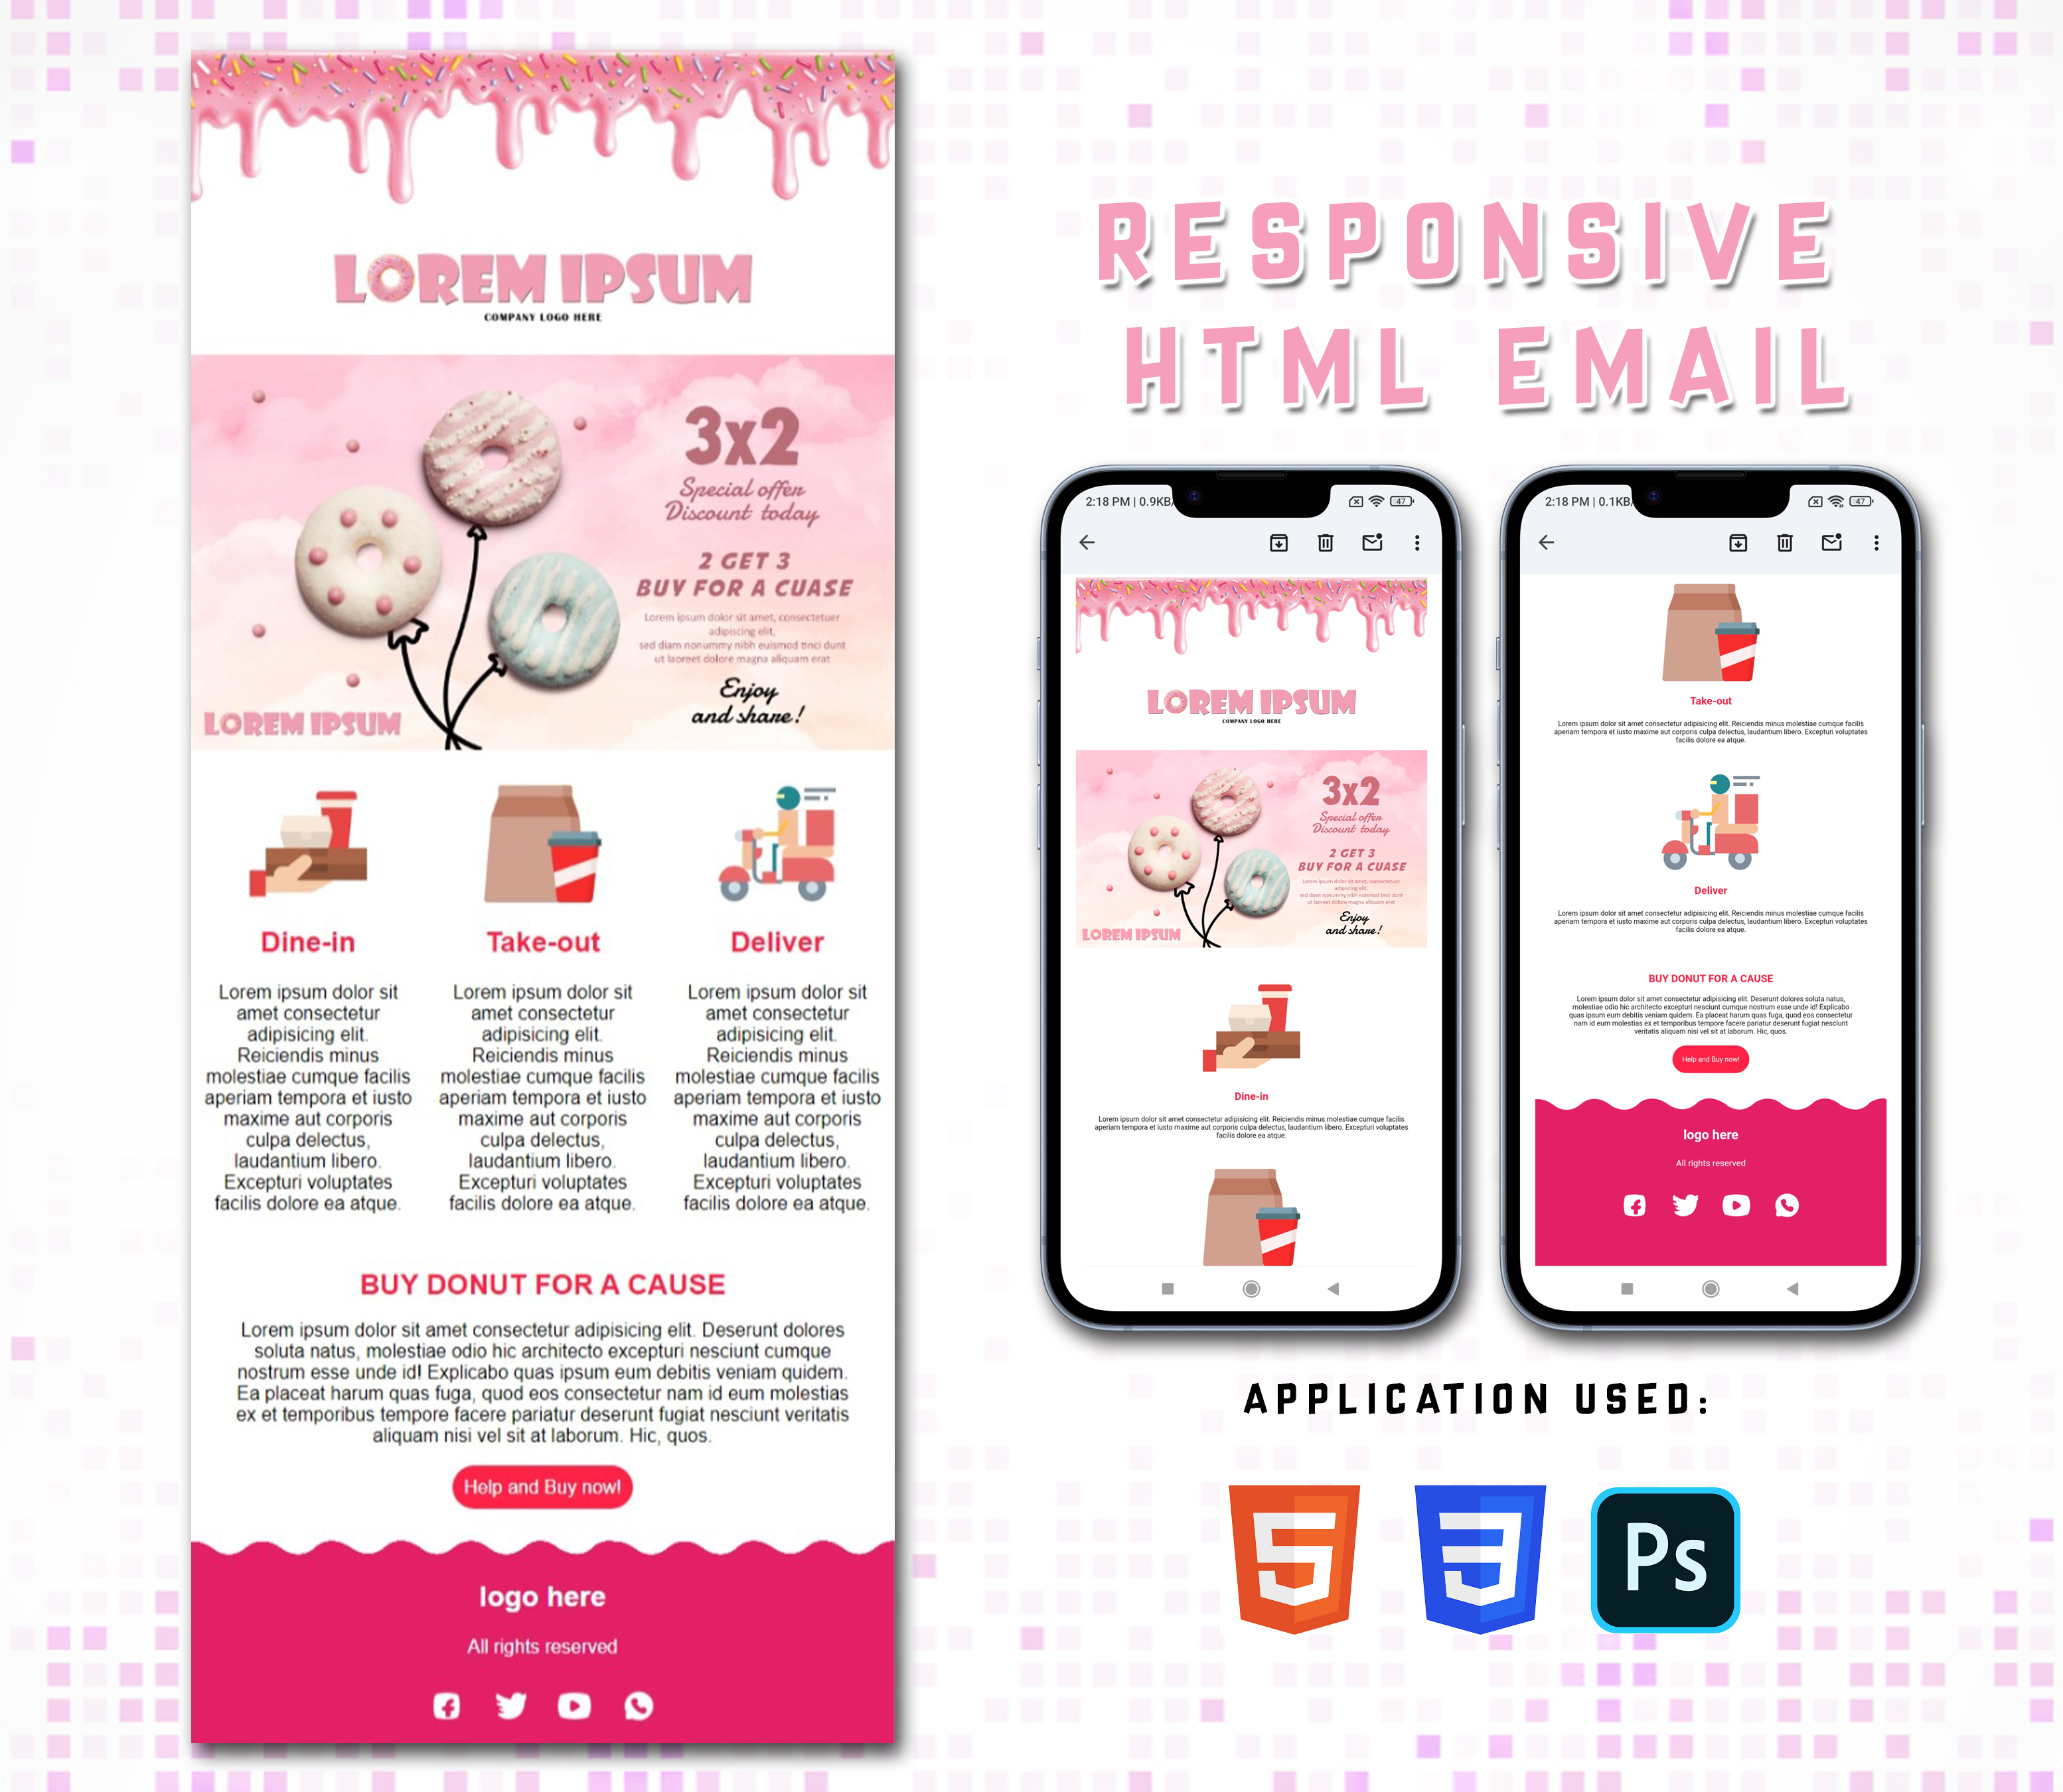 LOREM IPSUM
COMPANY LOGO HERE
3x2
Special offer
Discount today
2 GET 3
BUY FOR A CUASE
Lorem ipsum dolor sit amet, consectetuer
adipiscing elit,
sed diam nonummy nibh euismod tinci dunt
ut laoreet dolore magna aliquam erat
Enjoy
and share!
LOREM IPSUM
Dine-in
Lorem ipsum dolor sit
amet consectetur
adipisicing elit.
Reiciendis minus
molestiae cumque facilis
aperiam tempora et iusto
maxime aut corporis
culpa delectus,
laudantium libero.
Excepturi voluptates
facilis dolore ea atque.
Take-out
Lorem ipsum dolor sit
amet consectetur
adipisicing elit.
Reiciendis minus
molestiae cumque facilis
aperiam tempora et iusto
maxime aut corporis
culpa delectus,
laudantium libero.
Excepturi voluptates
facilis dolore ea atque.
Deliver
Lorem ipsum dolor sit
amet consectetur
adipisicing elit.
Reiciendis minus
molestiae cumque facilis
aperiam tempora et iusto
maxime aut corporis
culpa delectus,
laudantium libero.
Excepturi voluptates
facilis dolore ea atque.
BUY DONUT FOR A CAUSE
Lorem ipsum dolor sit amet consectetur adipisicing elit. Deserunt dolores
soluta natus, molestiae odio hic architecto excepturi nesciunt cumque
nostrum esse unde id! Explicabo quas ipsum eum debitis veniam quidem.
Ea placeat harum quas fuga, quod eos consectetur nam id eum molestias
ex et temporibus tempore facere pariatur deserunt fugiat nesciunt veritatis
aliquam nisi vel sit at laborum. Hic, quos.
Help and Buy now!
logo here
All rights reserved
RESPONSIVE
HTML EMAIL
2:18 PM | 0.9KB/
47
LOREM IPSUM
COMPANY LOGO HERE
3x2
Special offer
Discount today
2 GET 3
BUY FOR A CUASE
Lorem ipsum dolor sit amet, consectetuer
adipiscing elit,
sed diam nonummy nibh euismod tinci dunt
ut laoreet dolore magna aliquam erat
Enjoy
and share!
LOREM IPSUM
Dine-in
Lorem ipsum dolor sit amet consectetur adipisicing elit. Reiciendis minus molestiae cumque facilis
aperiam tempora et iusto maxime aut corporis culpa delectus, laudantium libero. Excepturi voluptates
facilis dolore ea atque.
2:18 PM | 0.1KB/
47
Take-out
Lorem ipsum dolor sit amet consectetur adipisicing elit. Reiciendis minus molestiae cumque facilis
aperiam tempora et iusto maxime aut corporis culpa delectus, laudantium libero. Excepturi voluptates
facilis dolore ea atque.
Deliver
Lorem ipsum dolor sit amet consectetur adipisicing elit. Reiciendis minus molestiae cumque facilis
aperiam tempora et iusto maxime aut corporis culpa delectus, laudantium libero. Excepturi voluptates
facilis dolore ea atque.
BUY DONUT FOR A CAUSE
Lorem ipsum dolor sit amet consectetur adipisicing elit. Deserunt dolores soluta natus,
molestiae odio hic architecto excepturi nesciunt cumque nostrum esse unde id! Explicabo
quas ipsum eum debitis veniam quidem. Ea placeat harum quas fuga, quod eos consectetur
nam id eum molestias ex et temporibus tempore facere pariatur deserunt fugiat nesciunt
veritatis aliquam nisi vel sit at laborum. Hic, quos.
Help and Buy now!
logo here
All rights reserved
APPLICATION USED:
Ps